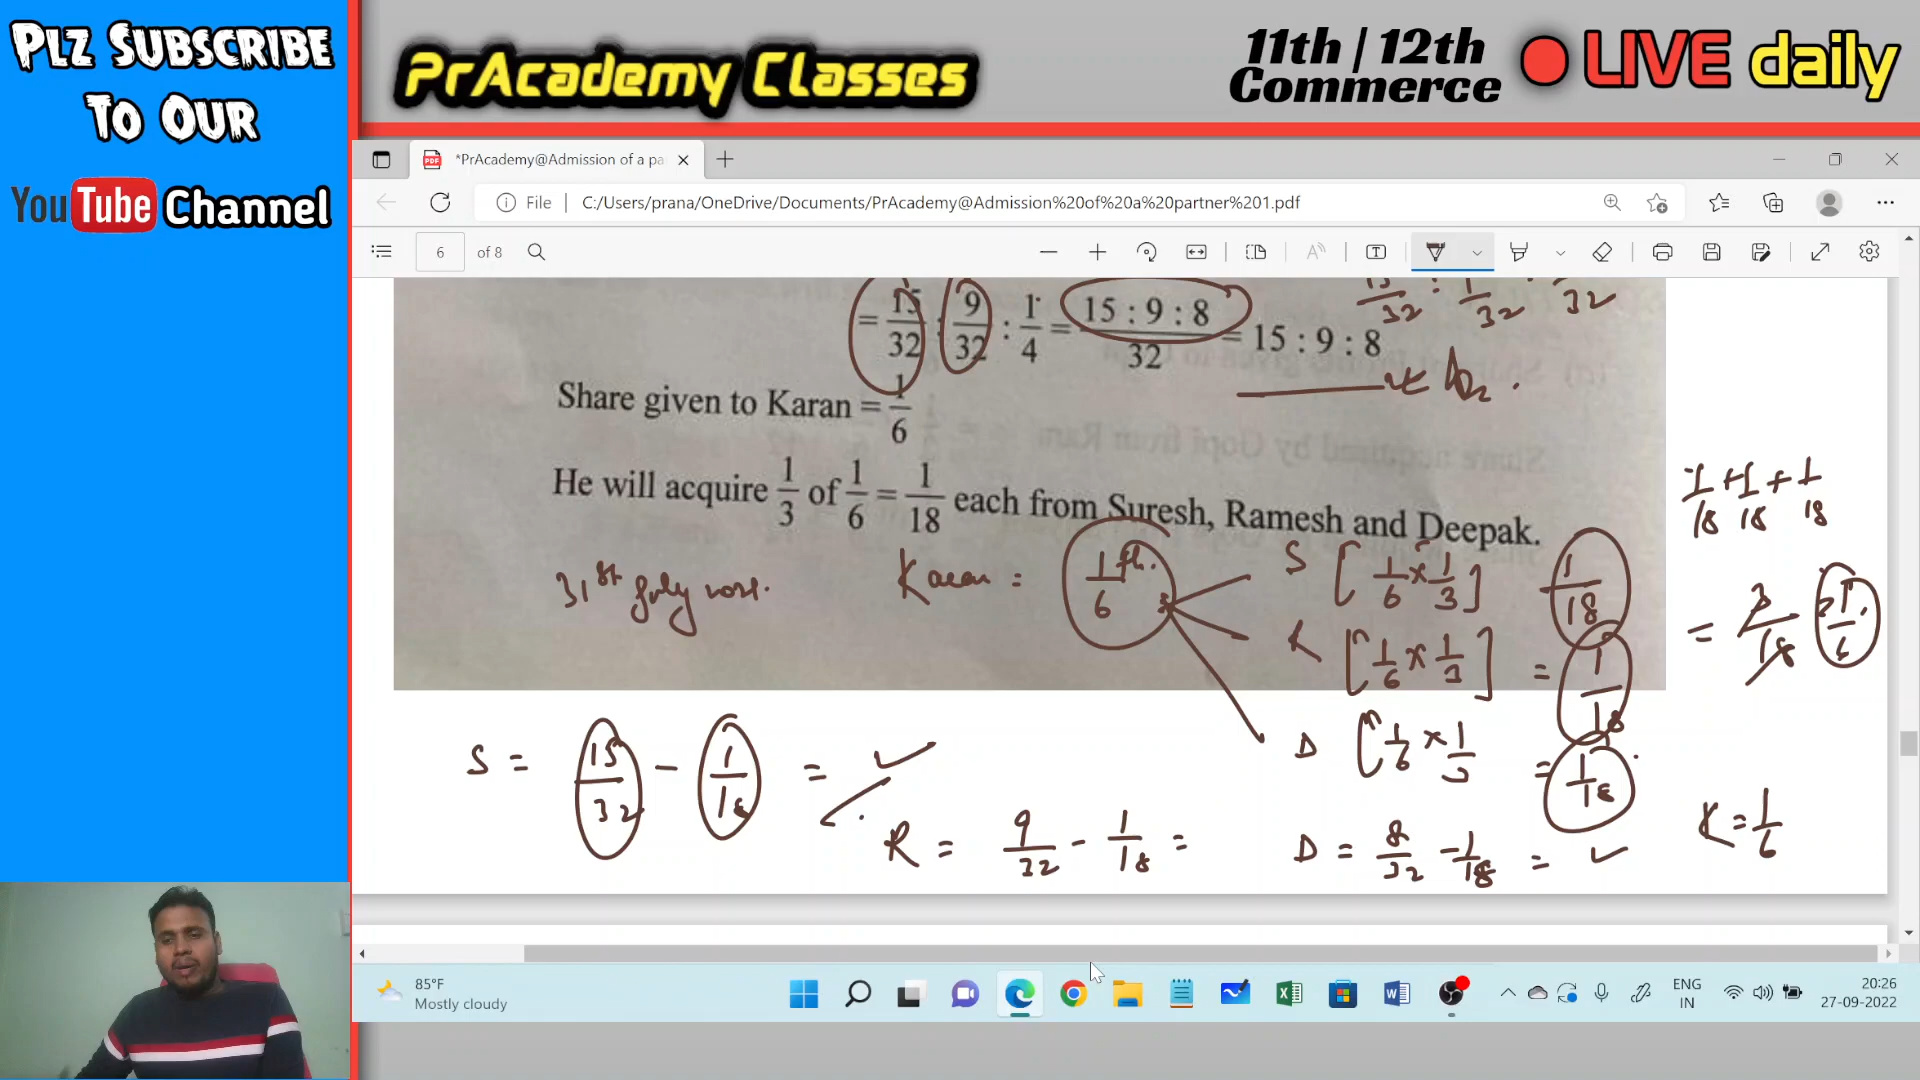 Plz Subscribe
To Our
YouTube Channel
PrAcademy Classes
11th | 12th
Commerce
LIVE daily
*PrAcademy@Admission of a pa
File C:/Users/prana/OneDrive/Documents/PrAcademy@Admission%20of%20a%20partner%201.pdf
6 of 8
= 15/32 : 9/32 : 1/4 = 15 : 9 : 8/32 = 15 : 9 : 8
Share given to Karan = 1/6
He will acquire 1/3 of 1/6 = 1/18 each from Suresh, Ramesh and Deepak.
1/18 + 1/18 + 1/18
= 3/18 = 1/6
31st July
Karan = 1/6 th.
S [1/6 × 1/3] 1/18
R [1/6 × 1/3] = 1/18
D [1/6 × 1/3 = 1/18
S = 15/32 - 1/18 =
R = 9/32 - 1/18 =
D = 8/32 - 1/18 =
K = 1/6
85°F
Mostly cloudy
ENG
IN
20:26
27-09-2022